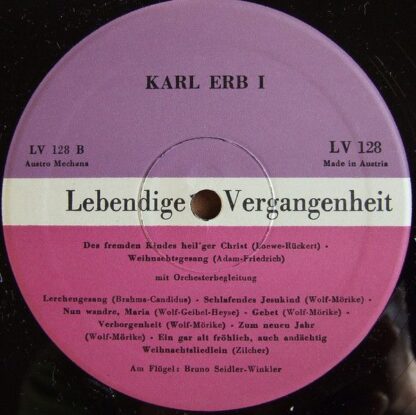 KARL ERB I
LV 128 B
Austro Mechana
LV 128
Made in Austria
Lebendige Vergangenheit
Des fremden Kindes heil'ger Christ (Loewe-Rückert) -
Weihnachtsgesang (Adam-Friedrich)
mit Orchesterbegleitung
Lerchengesang (Brahms-Candidus) - Schlafendes Jesukind (Wolf-Mörike) -
Nun wandre, Maria (Wolf-Geibel-Heyse) - Gebet (Wolf-Mörike) -
Verborgenheit (Wolf-Mörike) - Zum neuen Jahr
(Wolf-Mörike) - Ein gar alt fröhlich, auch andächtig
Weihnachtsliedlein (Zilcher)
Am Flügel: Bruno Seidler-Winkler